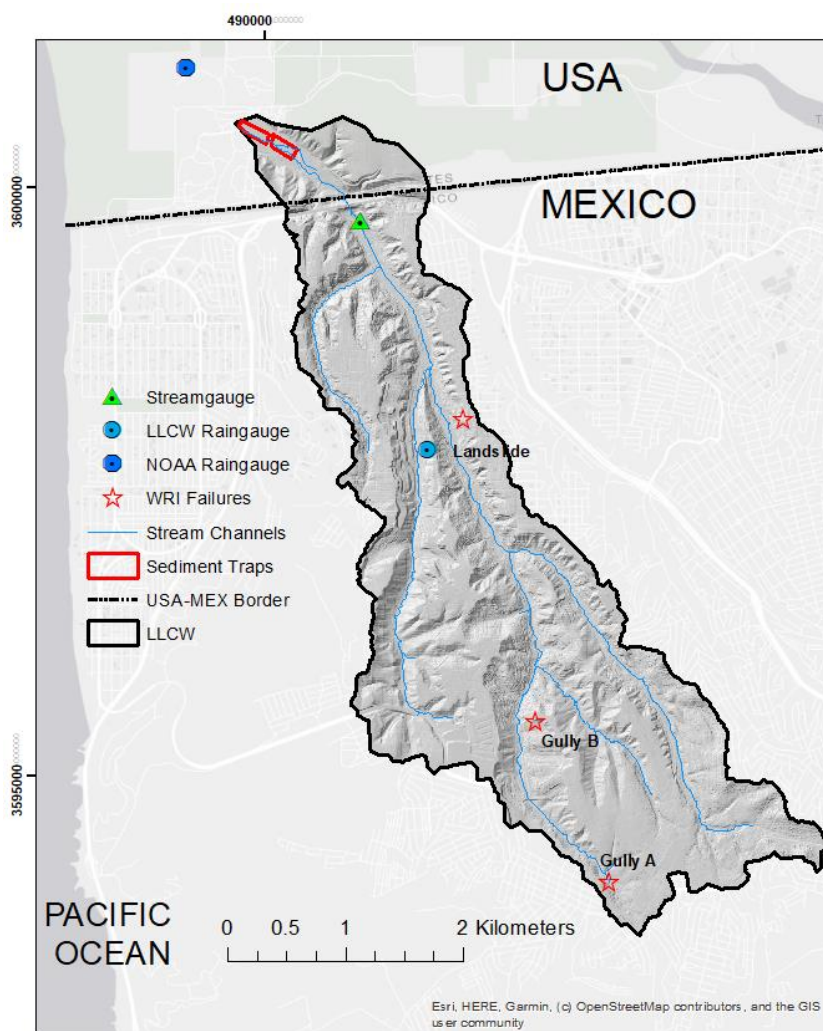 490000
USA
3600000
MEXICO
Streamgauge
LLCW Raingauge
NOAA Raingauge
WRI Failures
Stream Channels
Sediment Traps
USA-MEX Border
LLCW
Landslide
Gully B
3595000
Gully A
PACIFIC
OCEAN
0 0.5 1 2 Kilometers
Esri, HERE, Garmin, (c) OpenStreetMap contributors, and the GIS
user community